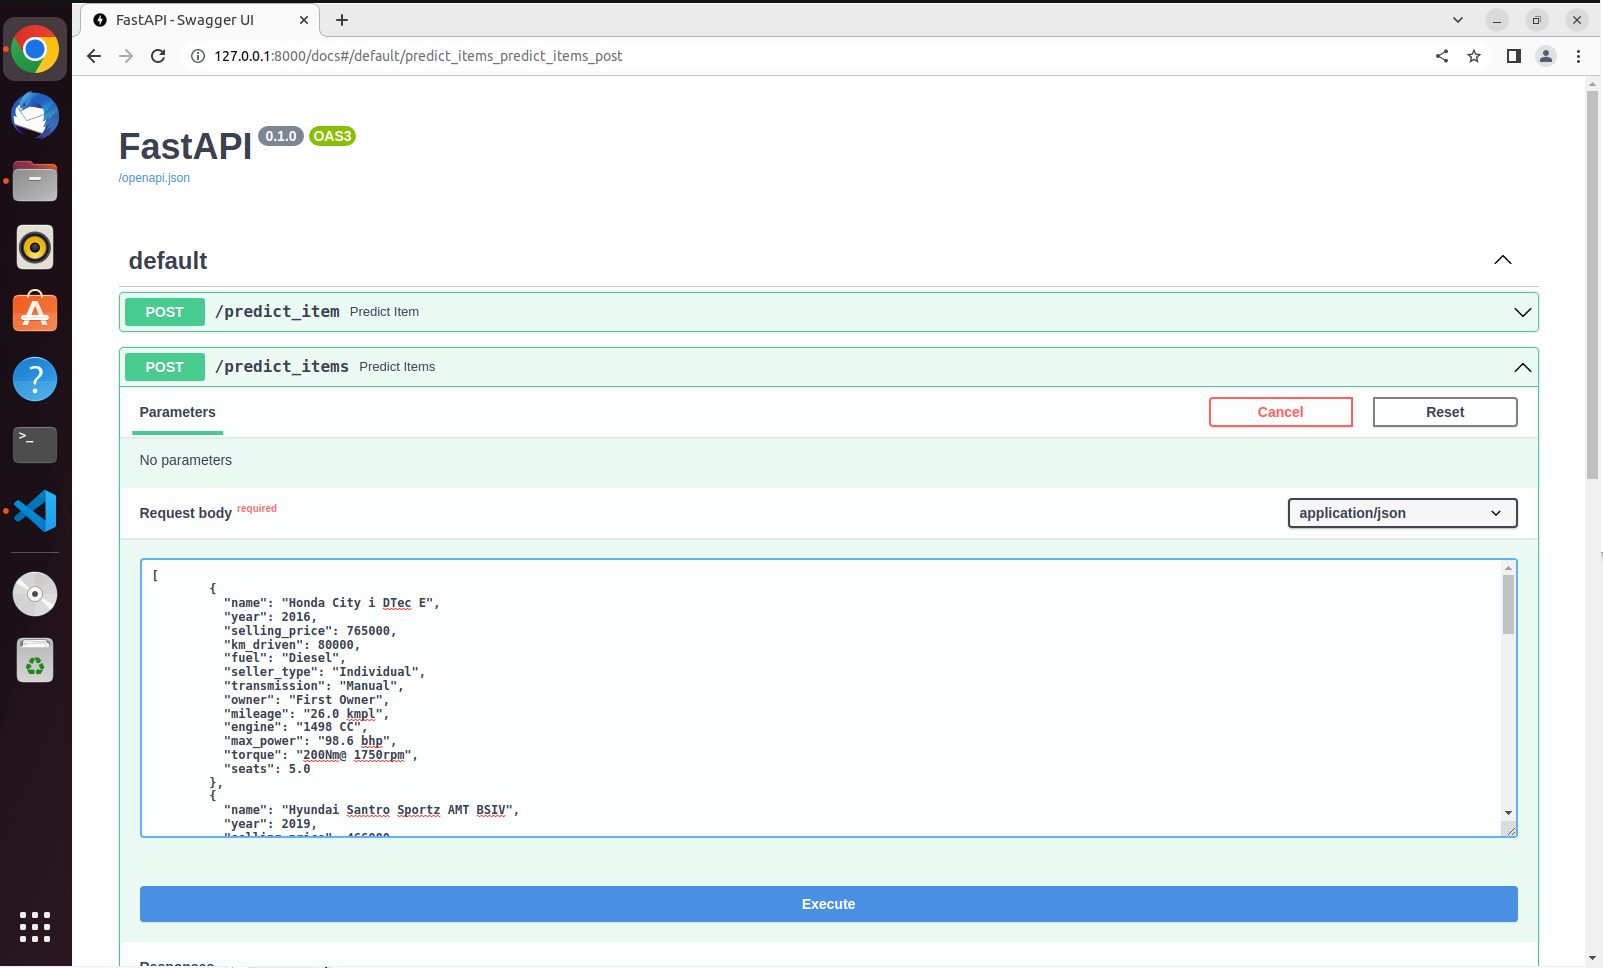 FastAPI - Swagger UI
127.0.0.1:8000/docs#/default/predict_items_predict_items_post
FastAPI 0.1.0 OAS3
/openapi.json
default
POST /predict_item Predict Item
POST /predict_items Predict Items
Parameters Cancel Reset
No parameters
Request body required application/json
[
{
"name": "Honda City i DTec E",
"year": 2016,
"selling_price": 765000,
"km_driven": 80000,
"fuel": "Diesel",
"seller_type": "Individual",
"transmission": "Manual",
"owner": "First Owner",
"mileage": "26.0 kmpl",
"engine": "1498 CC",
"max_power": "98.6 bhp",
"torque": "200Nm@ 1750rpm",
"seats": 5.0
},
{
"name": "Hyundai Santro Sportz AMT BSIV",
"year": 2019,
"selling_price": 466000
Execute
Responses